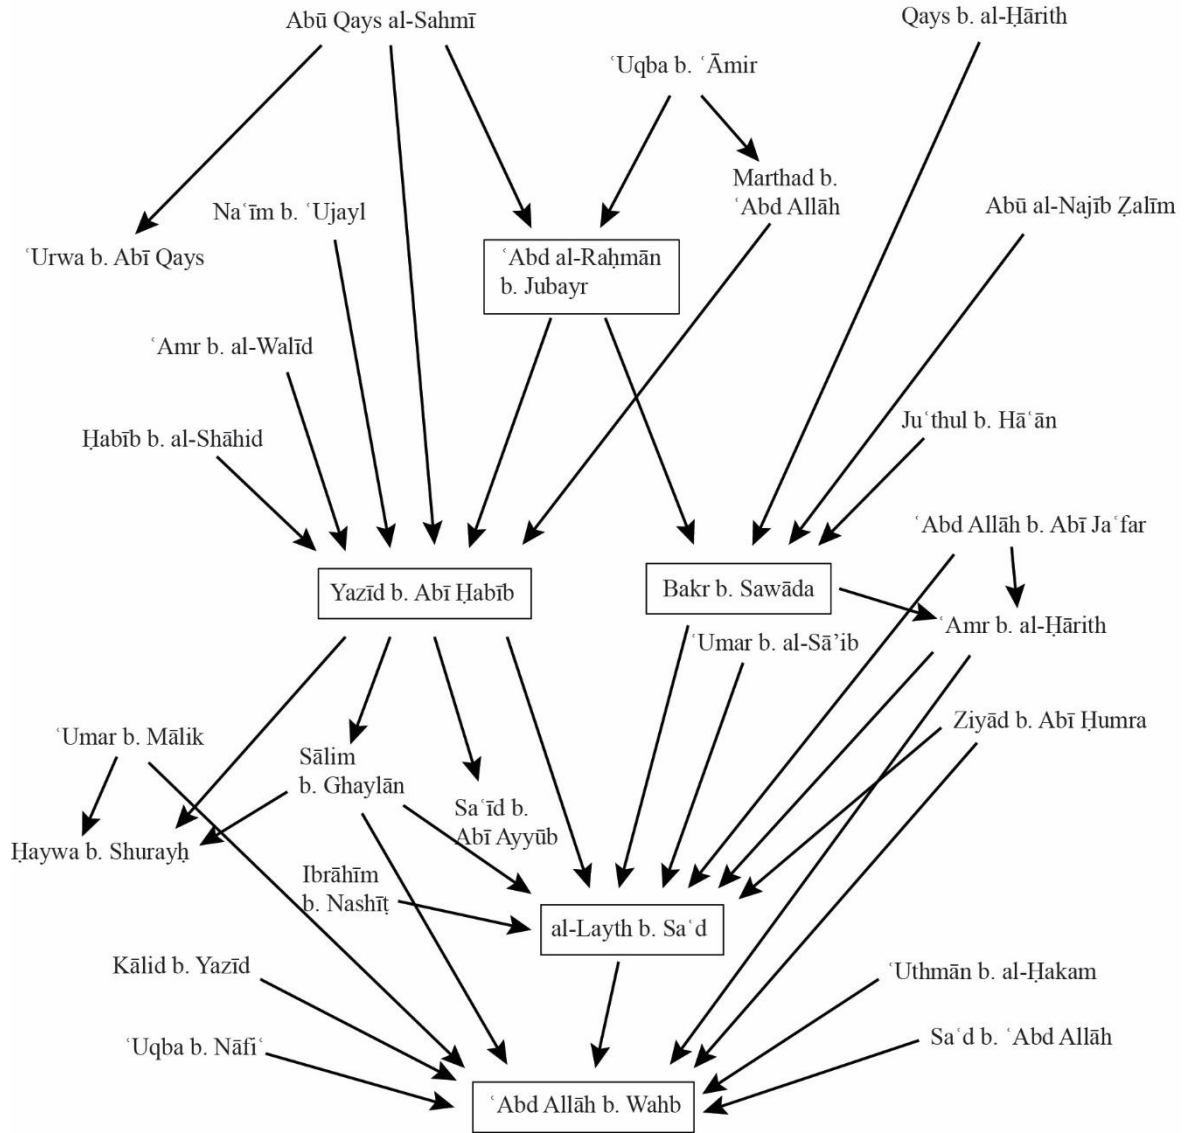 Abū Qays al-Sahmī
Qays b. al-Ḥārith
ʿUqba b. ʿĀmir
Marthad b.
ʿAbd Allāh
Naʿīm b. ʿUjayl
Abū al-Najīb Ẓalīm
ʿUrwa b. Abī Qays
ʿAbd al-Raḥmān
b. Jubayr
ʿAmr b. al-Walīd
Ḥabīb b. al-Shāhid
Juʿthul b. Hāʿān
ʿAbd Allāh b. Abī Jaʿfar
Yazīd b. Abī Ḥabīb
Bakr b. Sawāda
ʿAmr b. al-Ḥārith
ʿUmar b. al-Sā’ib
Ziyād b. Abī Ḥumra
ʿUmar b. Mālik
Sālim
b. Ghaylān
Saʿīd b.
Abī Ayyūb
Ḥaywa b. Shurayḥ
Ibrāhīm
b. Nashīṭ
al-Layth b. Saʿd
Kālid b. Yazīd
ʿUthmān b. al-Ḥakam
ʿUqba b. Nāfiʿ
Saʿd b. ʿAbd Allāh
ʿAbd Allāh b. Wahb